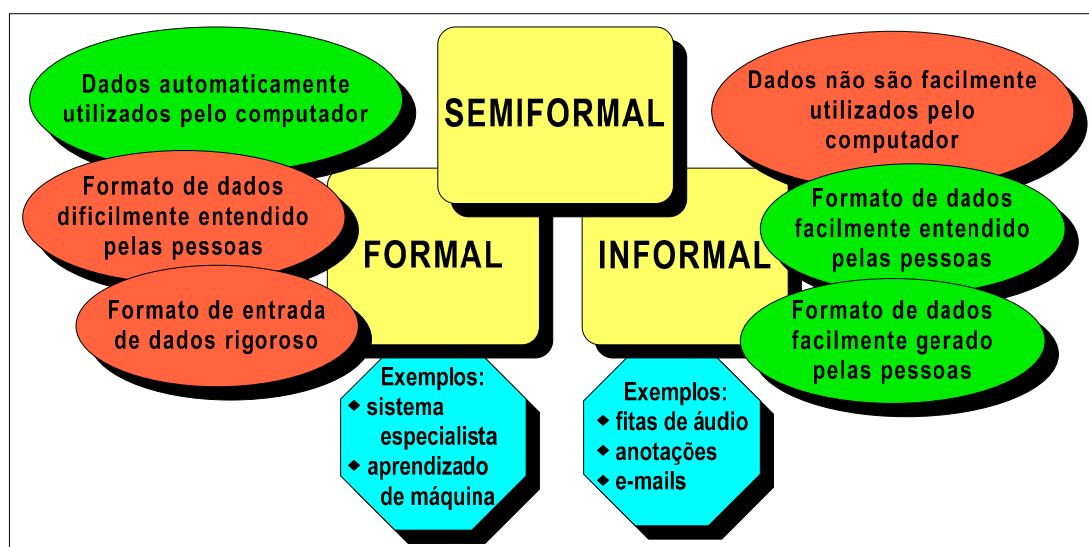 SEMIFORMAL
Dados automaticamente
utilizados pelo computador
Formato de dados
dificilmente entendido
pelas pessoas
Formato de entrada
de dados rigoroso
FORMAL
Exemplos:
◆ sistema
especialista
◆ aprendizado
de máquina
INFORMAL
Dados não são facilmente
utilizados pelo
computador
Formato de dados
facilmente entendido
pelas pessoas
Formato de dados
facilmente gerado
pelas pessoas
Exemplos:
◆ fitas de áudio
◆ anotações
◆ e-mails